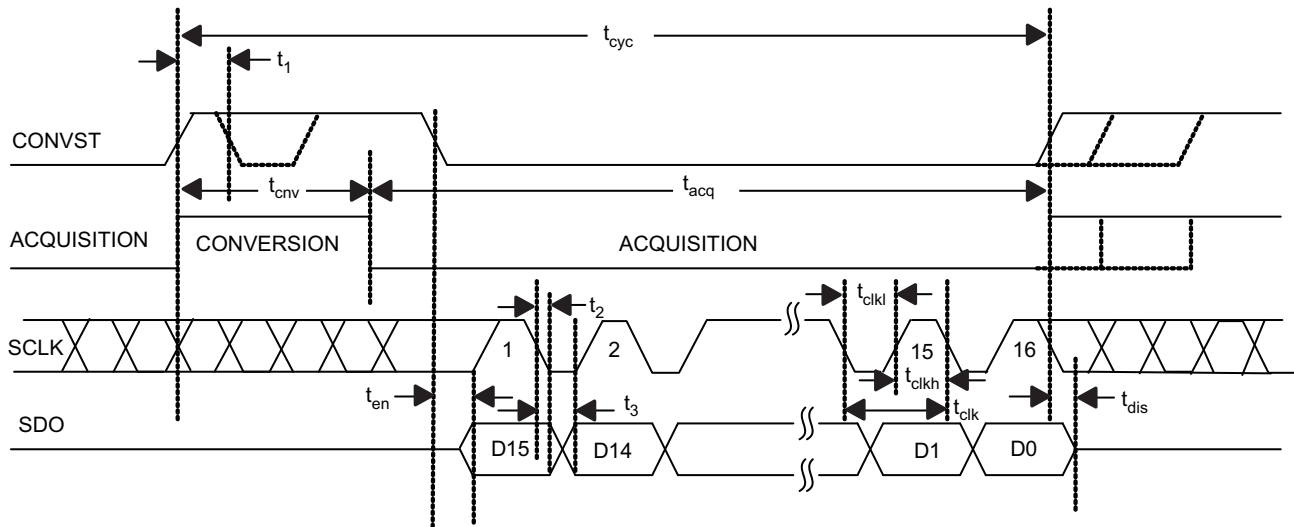 tcyc
t1
CONVST
tcnv
tacq
ACQUISITION
CONVERSION
ACQUISITION
t2
tclkl
SCLK
1
2
15
16
tclkh
ten
t3
tclk
tdis
SDO
D15
D14
D1
D0